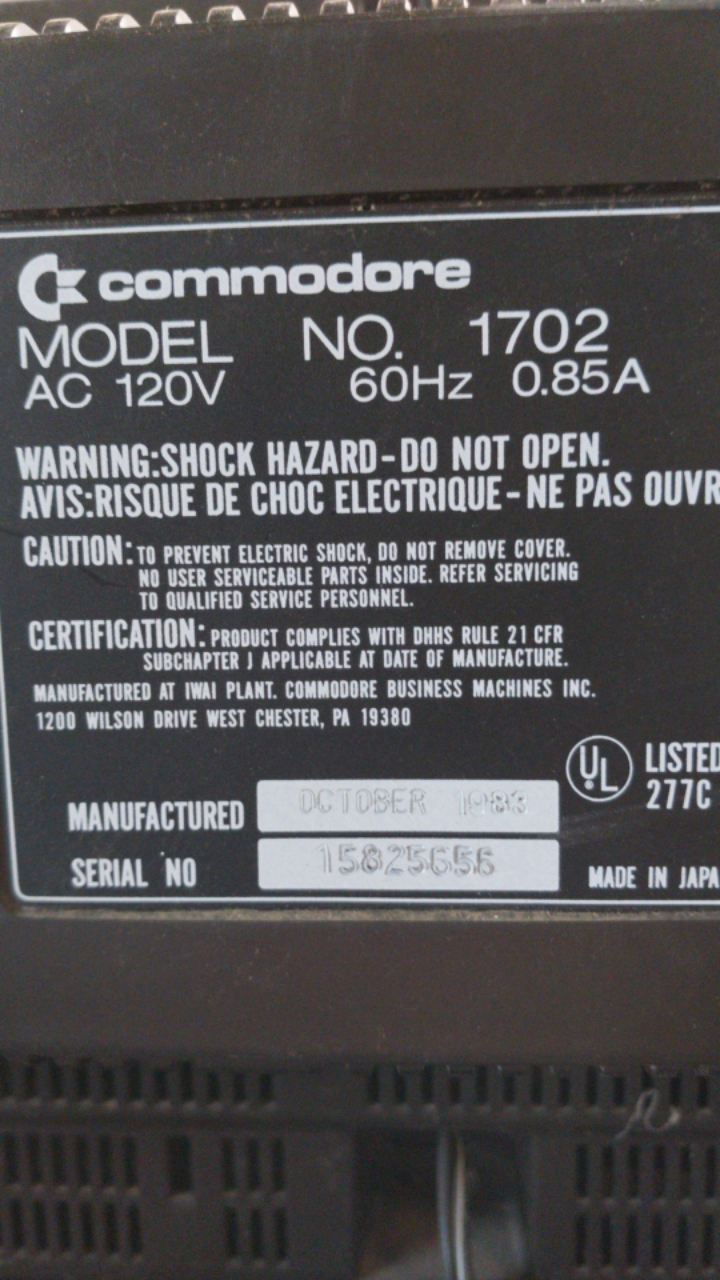 commodore
MODEL NO. 1702
AC 120V 60Hz 0.85A
WARNING:SHOCK HAZARD-DO NOT OPEN.
AVIS:RISQUE DE CHOC ELECTRIQUE-NE PAS OUVR
CAUTION: TO PREVENT ELECTRIC SHOCK, DO NOT REMOVE COVER.
NO USER SERVICEABLE PARTS INSIDE. REFER SERVICING
TO QUALIFIED SERVICE PERSONNEL.
CERTIFICATION: PRODUCT COMPLIES WITH DHHS RULE 21 CFR
SUBCHAPTER J APPLICABLE AT DATE OF MANUFACTURE.
MANUFACTURED AT IWAI PLANT. COMMODORE BUSINESS MACHINES INC.
1200 WILSON DRIVE WEST CHESTER, PA 19380
UL LISTED
277C
MANUFACTURED OCTOBER 1983
SERIAL NO 15825656
MADE IN JAPA